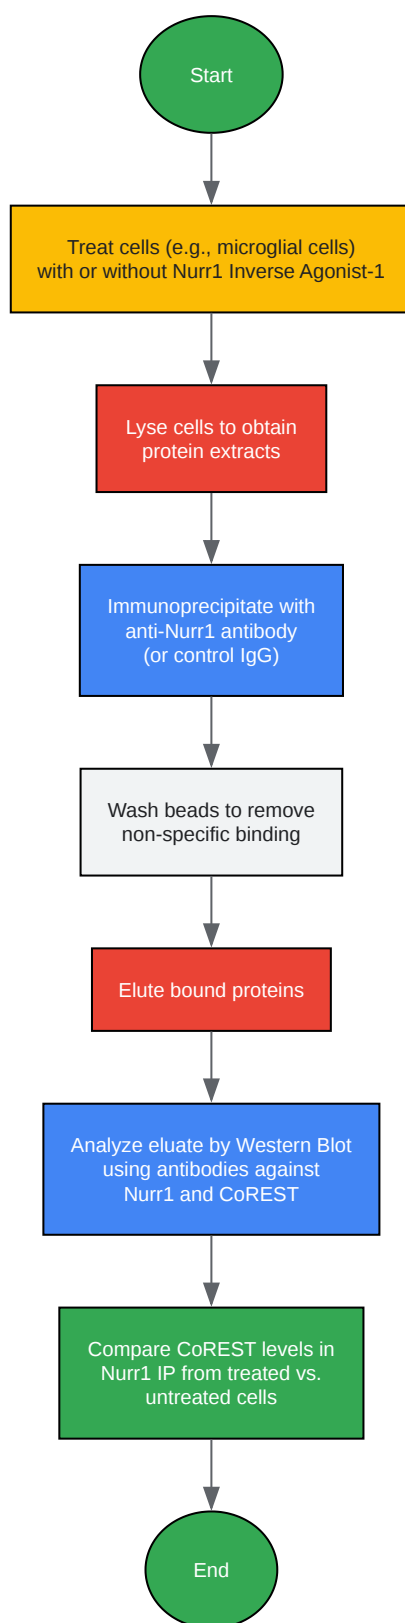 Start
Treat cells (e.g., microglial cells)
with or without Nurr1 Inverse Agonist-1
Lyse cells to obtain
protein extracts
Immunoprecipitate with
anti-Nurr1 antibody
(or control IgG)
Wash beads to remove
non-specific binding
Elute bound proteins
Analyze eluate by Western Blot
using antibodies against
Nurr1 and CoREST
Compare CoREST levels in
Nurr1 IP from treated vs.
untreated cells
End